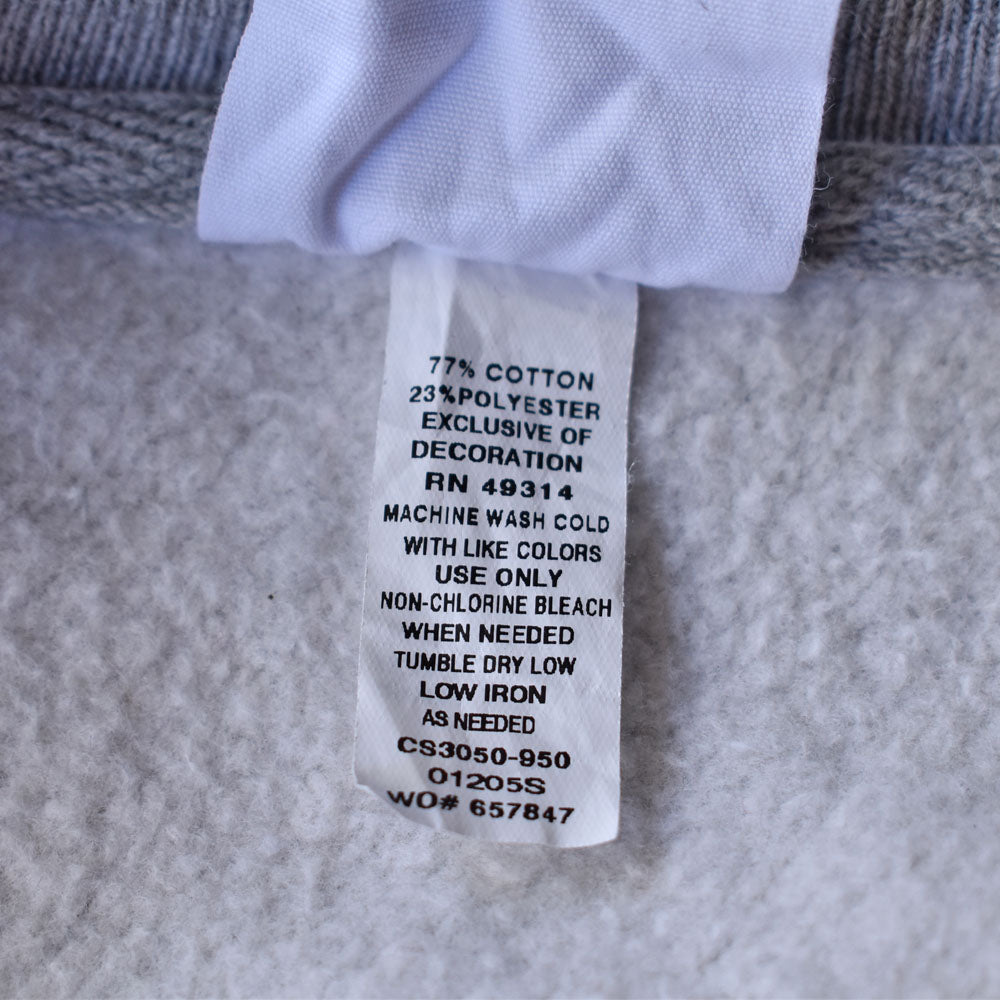 77% COTTON
23%POLYESTER
EXCLUSIVE OF
DECORATION
RN 49314
MACHINE WASH COLD
WITH LIKE COLORS
USE ONLY
NON-CHLORINE BLEACH
WHEN NEEDED
TUMBLE DRY LOW
LOW IRON
AS NEEDED
CS3050-950
01205S
WO# 657847